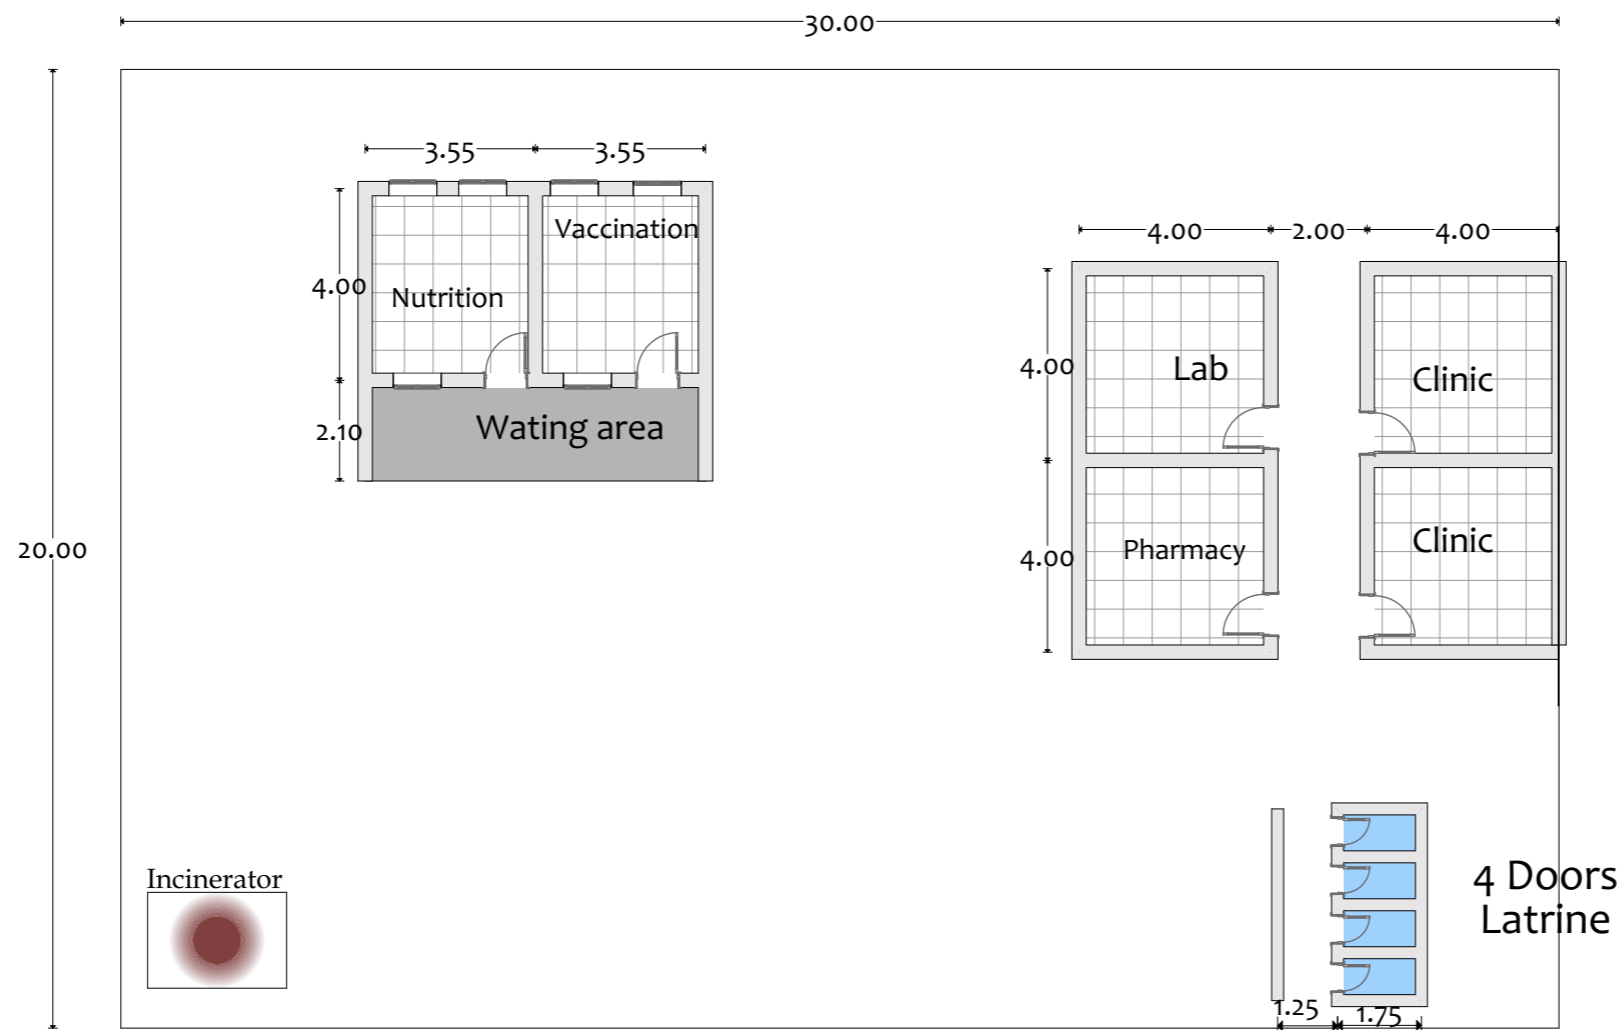 30.00
3.55
3.55
Vaccination
4.00
2.00
4.00
4.00
Nutrition
4.00
Lab
Clinic
2.10
Wating area
20.00
4.00
Pharmacy
Clinic
Incinerator
4 Doors
Latrine
1.25
1.75